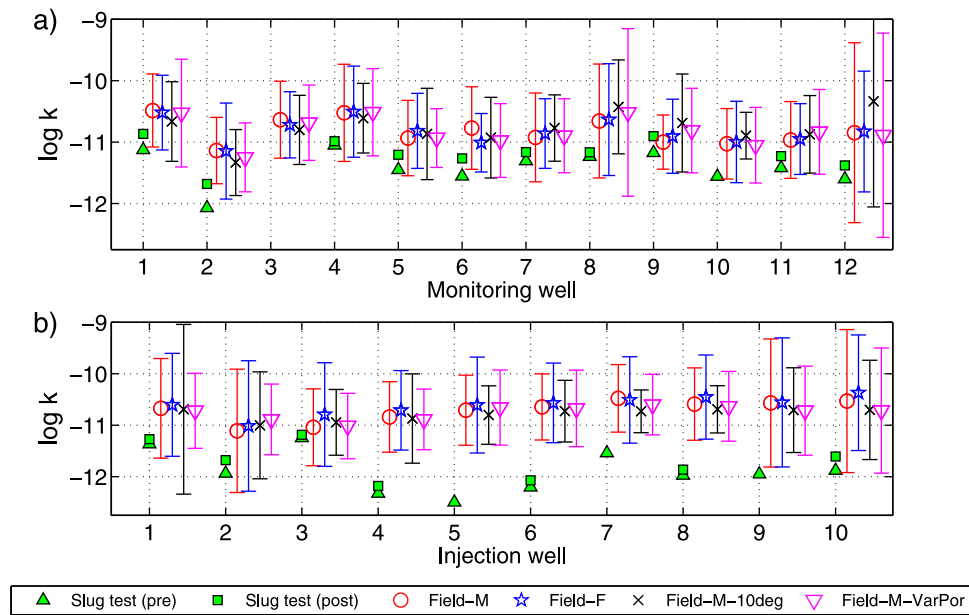 a)
−9
−10
−11
−12
log k
1 2 3 4 5 6 7 8 9 10 11 12
Monitoring well
b)
−9
−10
−11
−12
log k
1 2 3 4 5 6 7 8 9 10
Injection well
Slug test (pre) Slug test (post) Field−M Field−F Field−M−10deg Field−M−VarPor